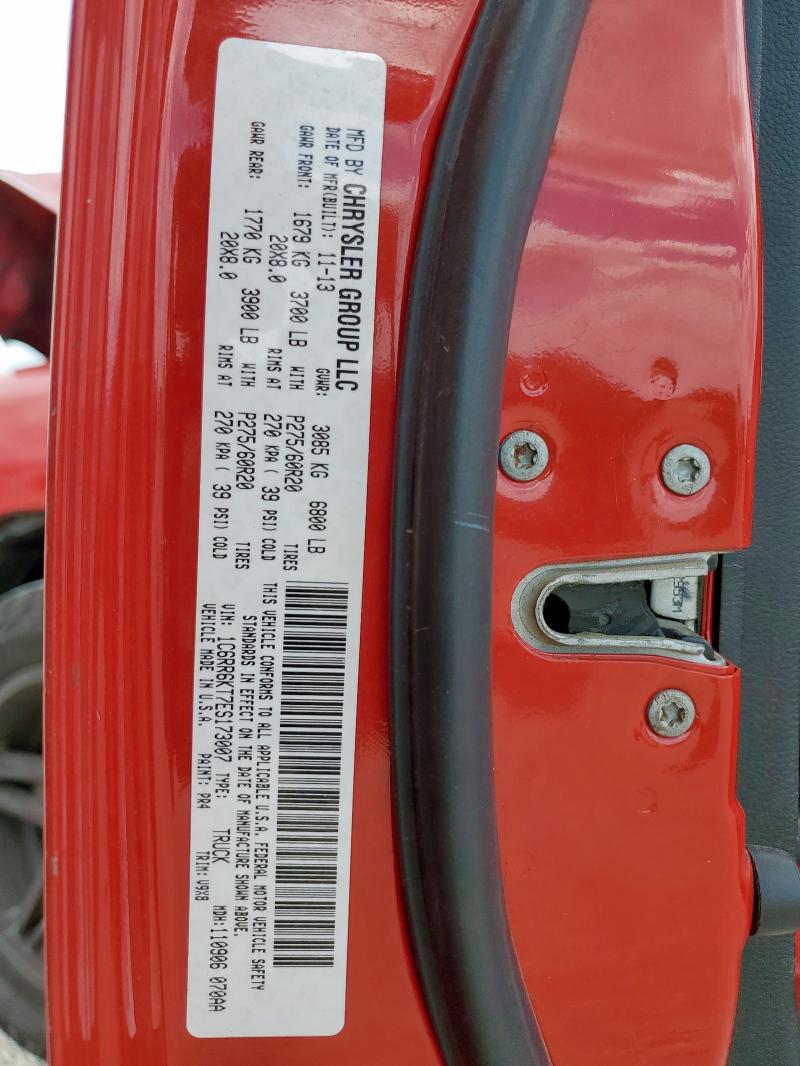 MFD BY CHRYSLER GROUP LLC
DATE OF MFR(BUILT): 11-13 GVWR: 3085 KG 6800 LB
GAWR FRONT: 1679 KG 3700 LB WITH P275/60R20 TIRES
20X8.0 RIMS AT 270 KPA ( 39 PSI) COLD
GAWR REAR: 1770 KG 3900 LB WITH P275/60R20 TIRES
20X8.0 RIMS AT 270 KPA ( 39 PSI) COLD
THIS VEHICLE CONFORMS TO ALL APPLICABLE U.S.A. FEDERAL MOTOR VEHICLE SAFETY
STANDARDS IN EFFECT ON THE DATE OF MANUFACTURE SHOWN ABOVE.
VIN: 1C6RR6KT7ES173007 TYPE: TRUCK MDH:110906 070AA
VEHICLE MADE IN U.S.A. PAINT: PR4 TRIM: V9X8